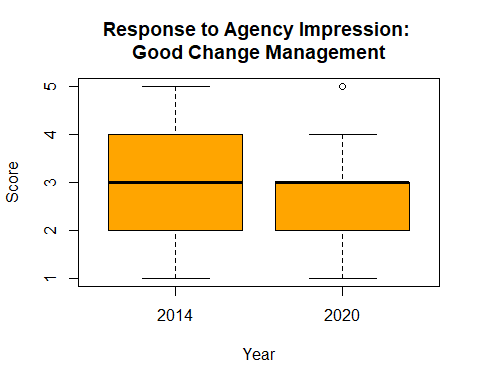 Response to Agency Impression:
Good Change Management
5
4
3
2
1
Score
2014
2020
Year